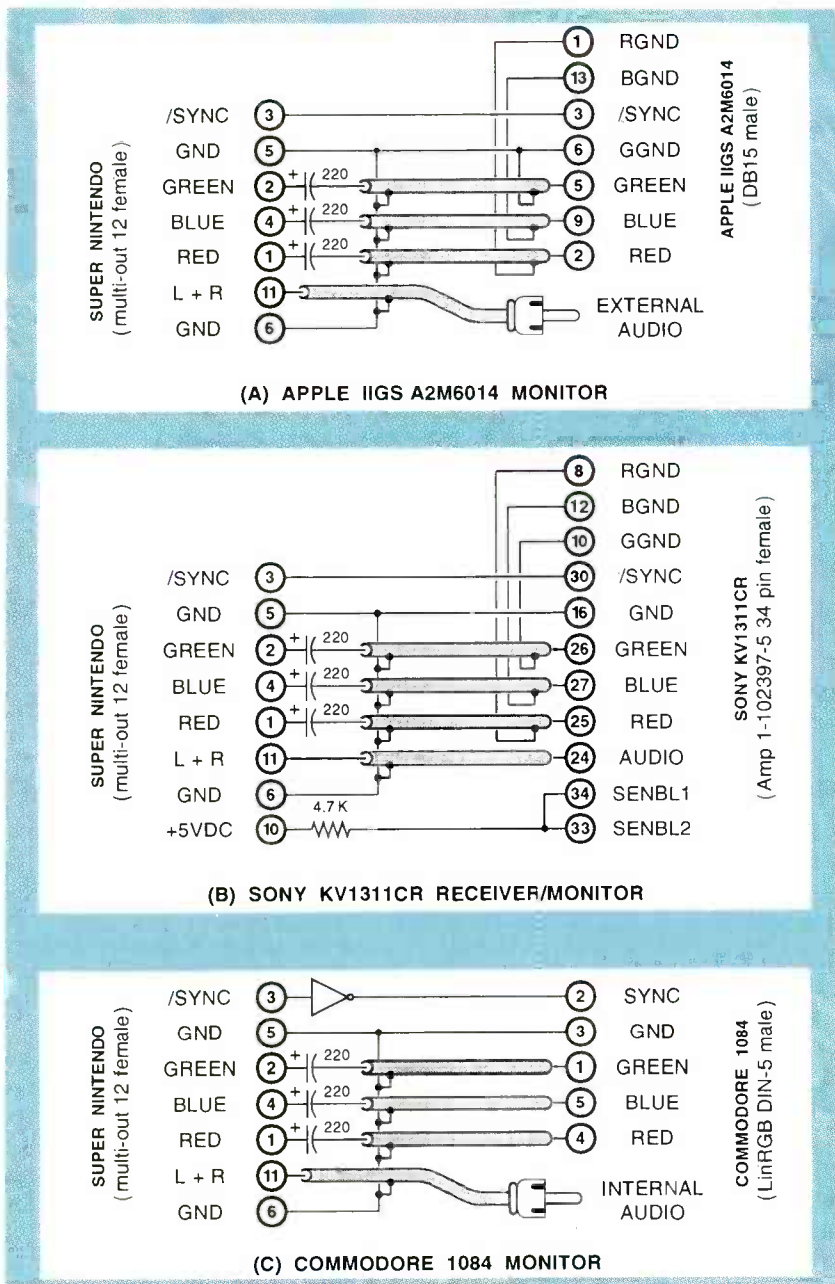 1 RGND
13 BGND
/SYNC 3 3 /SYNC
GND 5 6 GGND
GREEN 2 + 220 5 GREEN
BLUE 4 + 220 9 BLUE
RED 1 + 220 2 RED
L + R 11 EXTERNAL
GND 6 AUDIO
SUPER NINTENDO
(multi-out 12 female)
APPLE IIGS A2M6014
(DB15 male)
(A) APPLE IIGS A2M6014 MONITOR
8 RGND
12 BGND
10 GGND
/SYNC 3 30 /SYNC
GND 5 16 GND
GREEN 2 + 220 26 GREEN
BLUE 4 + 220 27 BLUE
RED 1 + 220 25 RED
L + R 11 24 AUDIO
GND 6 34 SENBL1
4.7K
+5VDC 10 33 SENBL2
SUPER NINTENDO
(multi-out 12 female)
SONY KV1311CR
(Amp 1-102397-5 34 pin female)
(B) SONY KV1311CR RECEIVER/MONITOR
/SYNC 3 2 SYNC
GND 5 3 GND
GREEN 2 + 220 1 GREEN
BLUE 4 + 220 5 BLUE
RED 1 + 220 4 RED
L + R 11 INTERNAL
GND 6 AUDIO
SUPER NINTENDO
(multi-out 12 female)
COMMODORE 1084
(LinRGB DIN-5 male)
(C) COMMODORE 1084 MONITOR